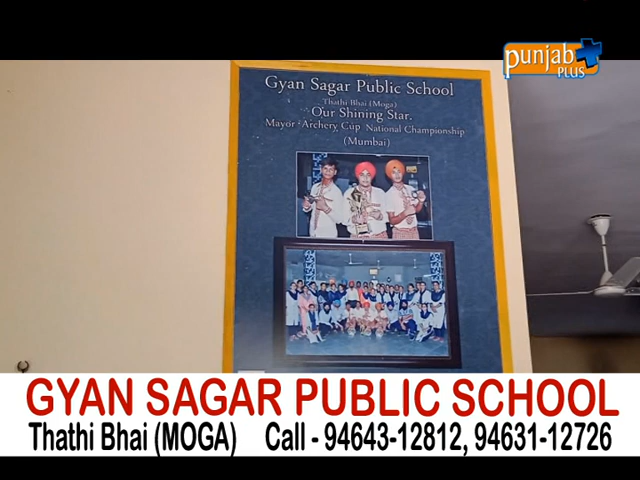 punjab
PLUS
Gyan Sagar Public School
Thathi Bhai (Moga)
Our Shining Star.
Mayor Archery Cup National Championship
(Mumbai)
GYAN SAGAR PUBLIC SCHOOL
Thathi Bhai (MOGA) Call - 94643-12812, 94631-12726